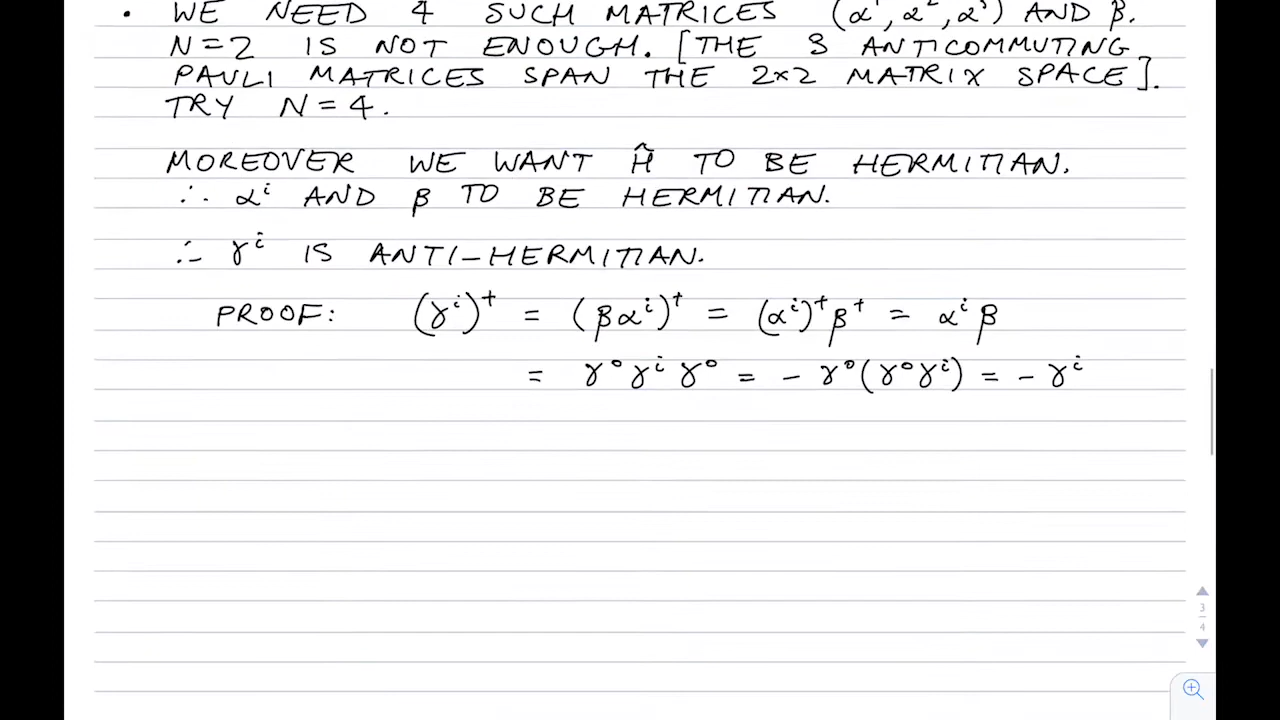 • WE NEED 4 SUCH MATRICES (α¹, α², α³) AND β.
N=2 IS NOT ENOUGH. [THE 3 ANTICOMMUTING
PAULI MATRICES SPAN THE 2×2 MATRIX SPACE].
TRY N=4.
MOREOVER WE WANT Ĥ TO BE HERMITIAN.
∴ αⁱ AND β TO BE HERMITIAN.
∴ γⁱ IS ANTI-HERMITIAN.
PROOF: (γⁱ)† = (βαⁱ)† = (αⁱ)†β† = αⁱβ
= γ⁰γⁱγ⁰ = -γ⁰(γ⁰γⁱ) = -γⁱ
3
4